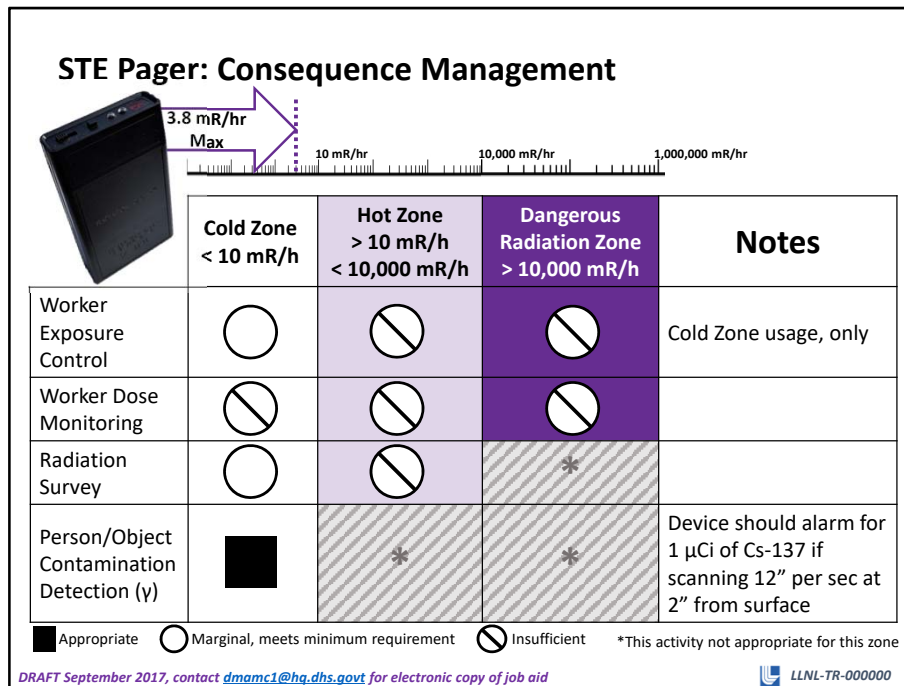 STE Pager: Consequence Management
3.8 mR/hr
Max
10 mR/hr
10,000 mR/hr
1,000,000 mR/hr
Cold Zone
< 10 mR/h
Hot Zone
> 10 mR/h
< 10,000 mR/h
Dangerous
Radiation Zone
> 10,000 mR/h
Notes
Worker
Exposure
Control
Cold Zone usage, only
Worker Dose
Monitoring
Radiation
Survey
*
Person/Object
Contamination
Detection (γ)
*
*
Device should alarm for
1 μCi of Cs-137 if
scanning 12” per sec at
2” from surface
Appropriate
Marginal, meets minimum requirement
Insufficient
*This activity not appropriate for this zone
DRAFT September 2017, contact dmamc1@hq.dhs.govt for electronic copy of job aid
LLNL-TR-000000